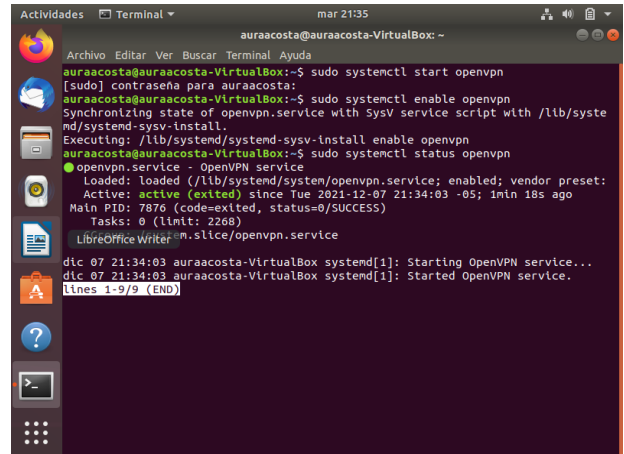 Actividades Terminal mar 21:35
auraacosta@auraacosta-VirtualBox: ~
Archivo Editar Ver Buscar Terminal Ayuda
auraacosta@auraacosta-VirtualBox:~$ sudo systemctl start openvpn
[sudo] contraseña para auraacosta:
auraacosta@auraacosta-VirtualBox:~$ sudo systemctl enable openvpn
Synchronizing state of openvpn.service with SysV service script with /lib/syste
md/systemd-sysv-install.
Executing: /lib/systemd/systemd-sysv-install enable openvpn
auraacosta@auraacosta-VirtualBox:~$ sudo systemctl status openvpn
● openvpn.service - OpenVPN service
Loaded: loaded (/lib/systemd/system/openvpn.service; enabled; vendor preset:
Active: active (exited) since Tue 2021-12-07 21:34:03 -05; 1min 18s ago
Main PID: 7876 (code=exited, status=0/SUCCESS)
Tasks: 0 (limit: 2268)
LibreOffice Writer m.slice/openvpn.service
dic 07 21:34:03 auraacosta-VirtualBox systemd[1]: Starting OpenVPN service...
dic 07 21:34:03 auraacosta-VirtualBox systemd[1]: Started OpenVPN service.
lines 1-9/9 (END)